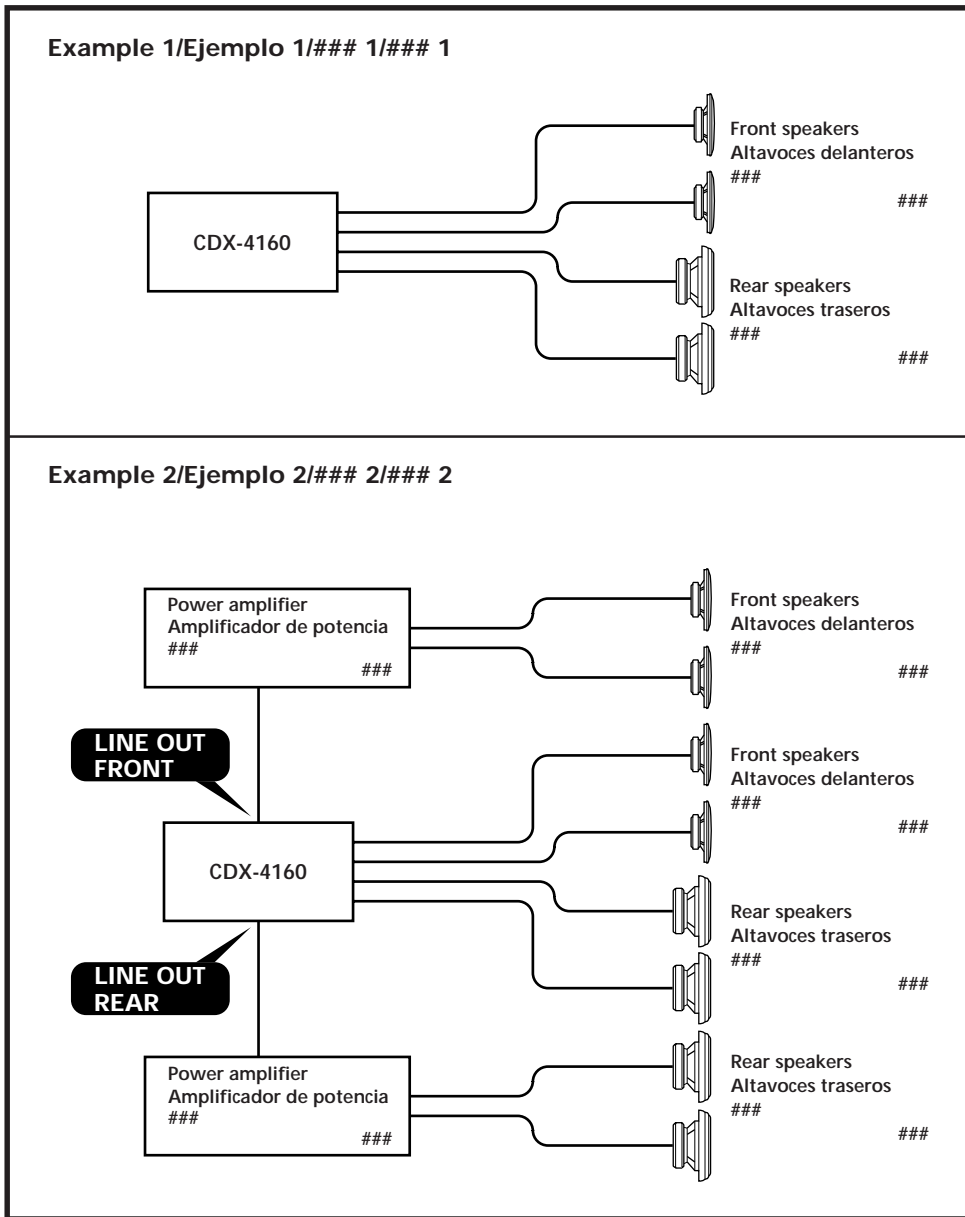 Example 1/Ejemplo 1/### 1/### 1
CDX-4160
Front speakers
Altavoces delanteros
###
###
Rear speakers
Altavoces traseros
###
###
Example 2/Ejemplo 2/### 2/### 2
Power amplifier
Amplificador de potencia
###
###
Front speakers
Altavoces delanteros
###
###
LINE OUT
FRONT
Front speakers
Altavoces delanteros
###
###
CDX-4160
Rear speakers
Altavoces traseros
###
###
LINE OUT
REAR
Power amplifier
Amplificador de potencia
###
###
Rear speakers
Altavoces traseros
###
###